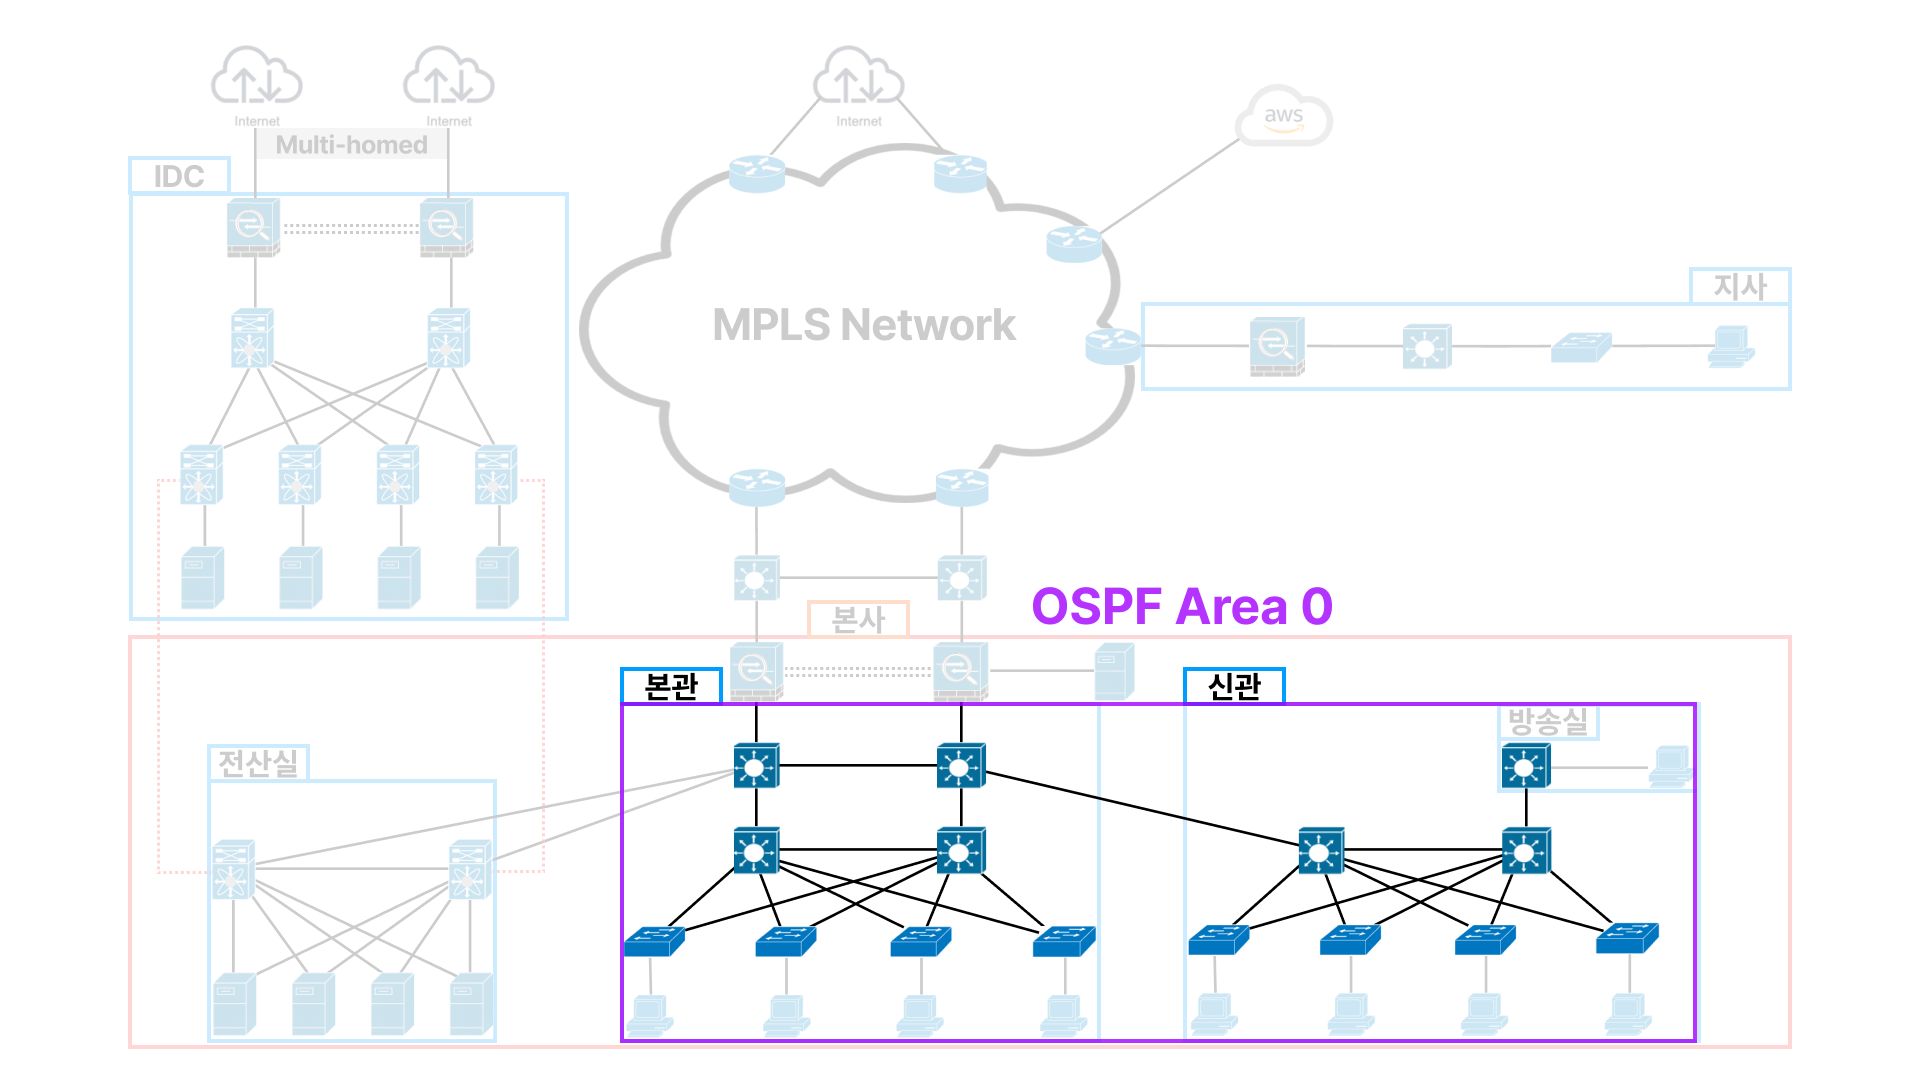 Internet
Internet
Internet
aws
Multi-homed
IDC
MPLS Network
지사
OSPF Area 0
본사
본관
신관
방송실
전산실